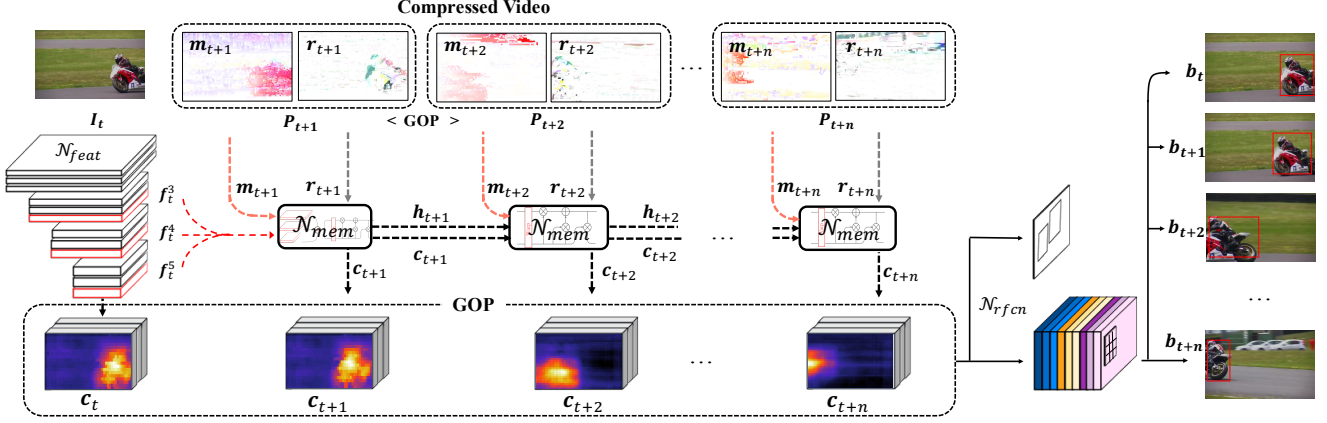 Compressed Video
m_{t+1}
r_{t+1}
m_{t+2}
r_{t+2}
...
m_{t+n}
r_{t+n}
I_t
P_{t+1}
< GOP >
P_{t+2}
P_{t+n}
𝒩_{feat}
f_t^3
f_t^4
f_t^5
m_{t+1}
r_{t+1}
𝒩_{mem}
h_{t+1}
c_{t+1}
c_{t+1}
m_{t+2}
r_{t+2}
𝒩_{mem}
h_{t+2}
c_{t+2}
c_{t+2}
...
m_{t+n}
r_{t+n}
𝒩_{mem}
c_{t+n}
GOP
c_t
c_{t+1}
c_{t+2}
...
c_{t+n}
𝒩_{rfcn}
b_t
b_{t+1}
b_{t+2}
...
b_{t+n}